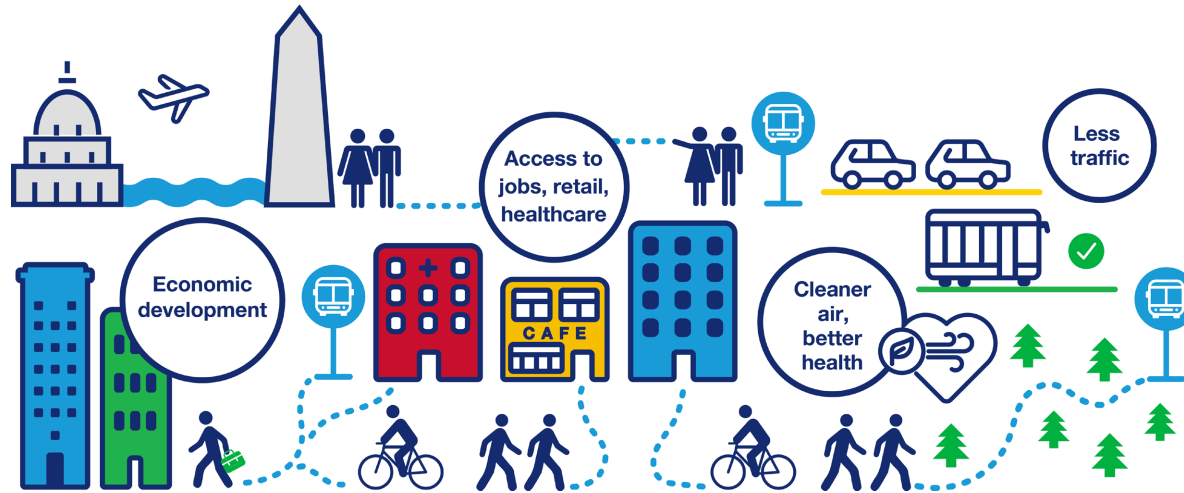 Access to
jobs, retail,
healthcare
Less
traffic
Economic
development
CAFE
Cleaner
air,
better
health